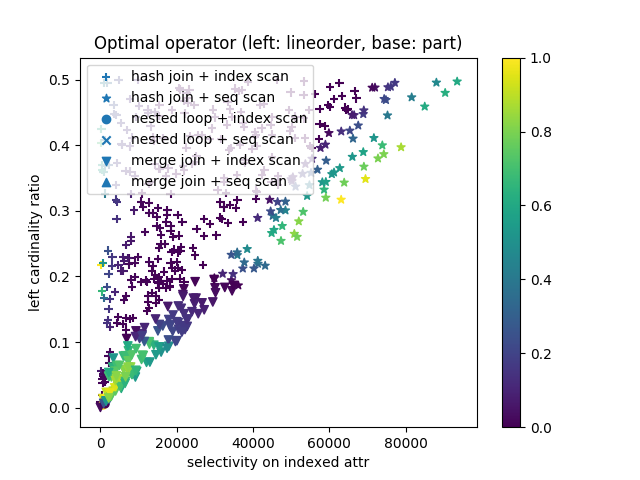 Optimal operator (left: lineorder, base: part)
hash join + index scan
hash join + seq scan
nested loop + index scan
nested loop + seq scan
merge join + index scan
merge join + seq scan
left cardinality ratio
0.5
0.4
0.3
0.2
0.1
0.0
0
20000
40000
60000
80000
selectivity on indexed attr
1.0
0.8
0.6
0.4
0.2
0.0